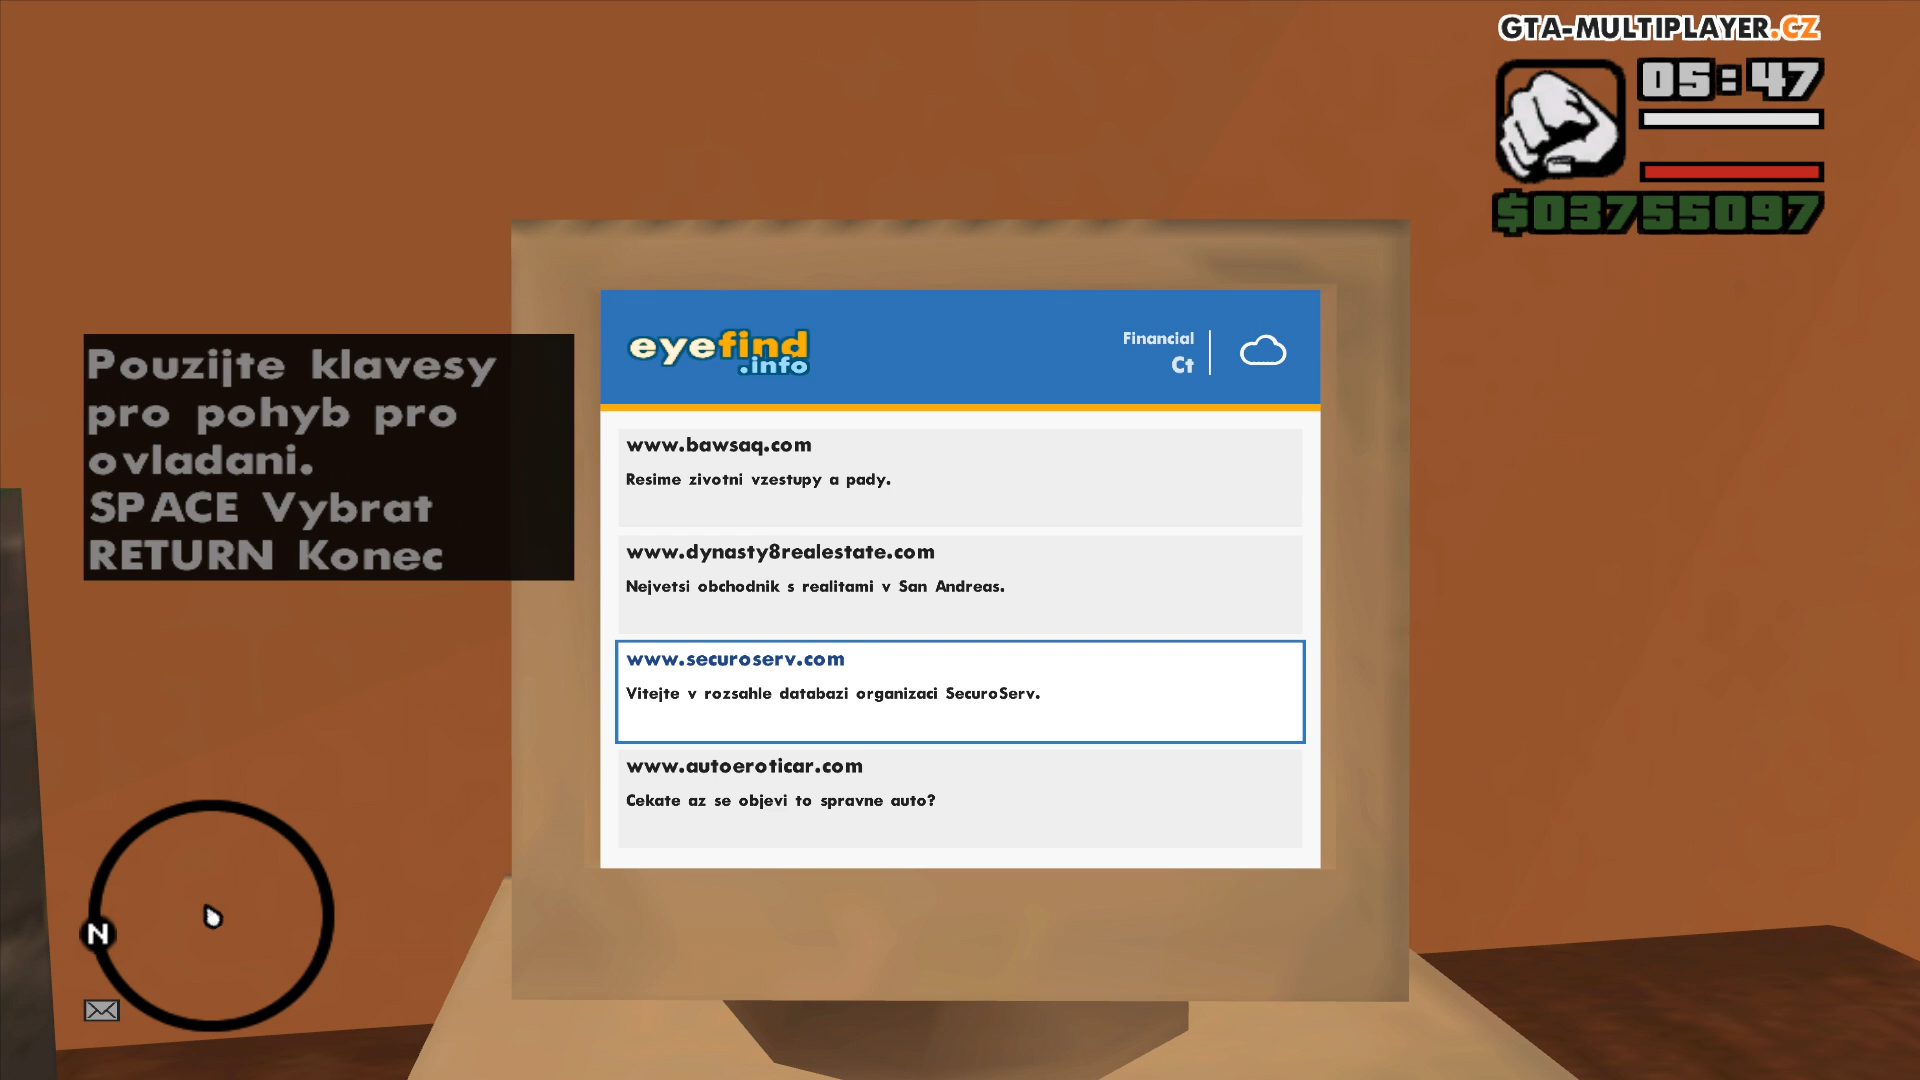 GTA-MULTIPLAYER.CZ
05:47
$03755097
Pouzijte klavesy
pro pohyb pro
ovladani.
SPACE Vybrat
RETURN Konec
eyefind
.info
Financial
Ct
www.bawsaq.com
Resime zivotni vzestupy a pady.
www.dynasty8realestate.com
Nejvetsi obchodnik s realitami v San Andreas.
www.securoserv.com
Vitejte v rozsahle databazi organizaci SecuroServ.
www.autoeroticar.com
Cekate az se objevi to spravne auto?
N